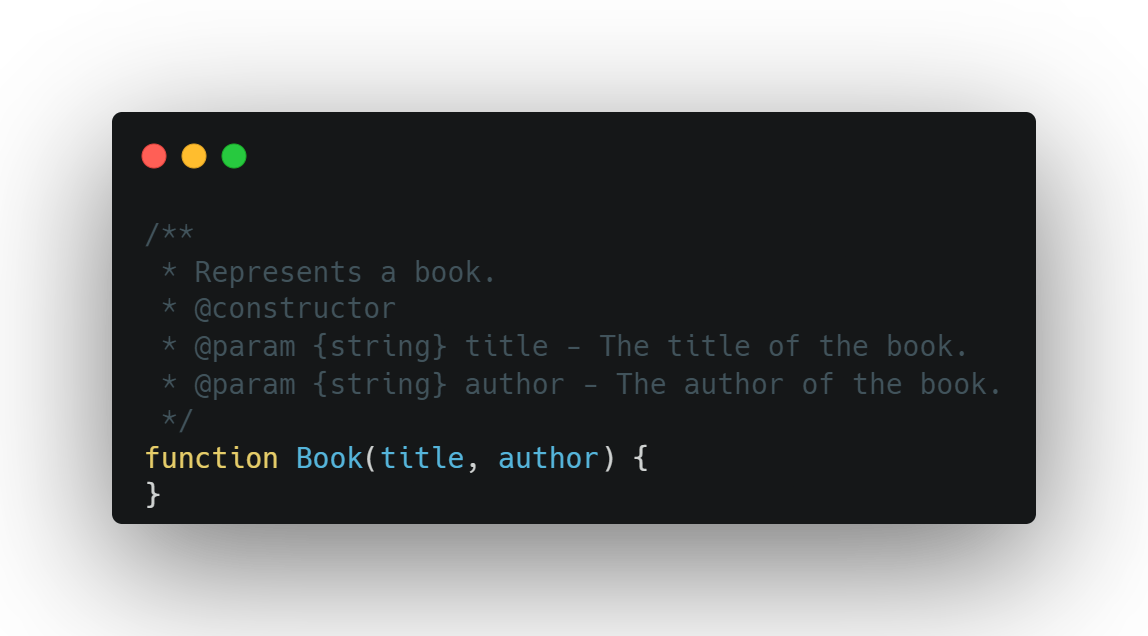 /**
 * Represents a book.
 * @constructor
 * @param {string} title - The title of the book.
 * @param {string} author - The author of the book.
 */
function Book(title, author) {
}